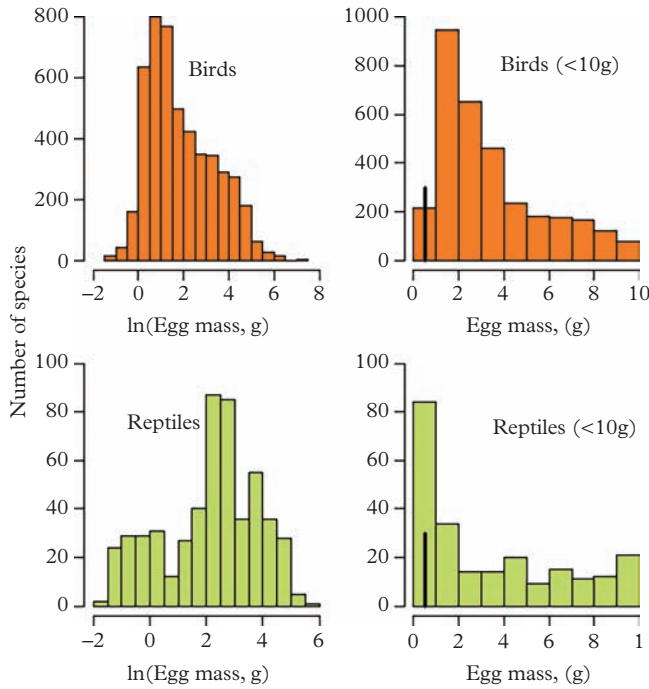 Number of species
800
600
400
200
0
Birds
−2 0 2 4 6 8
ln(Egg mass, g)
1000
800
600
400
200
0
Birds (<10g)
0 2 4 6 8 10
Egg mass, (g)
100
80
60
40
20
0
Reptiles
−2 0 2 4 6
ln(Egg mass, g)
100
80
60
40
20
0
Reptiles (<10g)
0 2 4 6 8 1
Egg mass, (g)